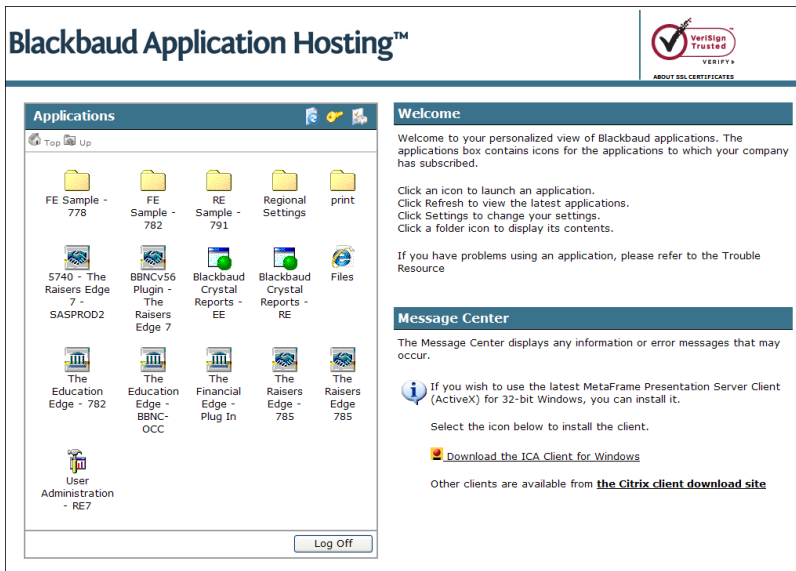 Blackbaud Application Hosting™
VeriSign
Trusted
VERIFY
ABOUT SSL CERTIFICATES
Applications
Top Up
FE Sample -
778
FE
Sample -
782
RE
Sample -
791
Regional
Settings
print
5740 - The
Raisers Edge
7 -
SASPROD2
BBNCv56
Plugin -
The
Raisers
Edge 7
Blackbaud
Crystal
Reports -
EE
Blackbaud
Crystal
Reports -
RE
Files
The
Education
Edge - 782
The
Education
Edge -
BBNC-
OCC
The
Financial
Edge -
Plug In
The
Raisers
Edge -
785
The
Raisers
Edge
785
User
Administration
- RE7
Log Off
Welcome
Welcome to your personalized view of Blackbaud applications. The
applications box contains icons for the applications to which your company
has subscribed.
Click an icon to launch an application.
Click Refresh to view the latest applications.
Click Settings to change your settings.
Click a folder icon to display its contents.
If you have problems using an application, please refer to the Trouble
Resource
Message Center
The Message Center displays any information or error messages that may
occur.
If you wish to use the latest MetaFrame Presentation Server Client
(ActiveX) for 32-bit Windows, you can install it.
Select the icon below to install the client.
Download the ICA Client for Windows
Other clients are available from the Citrix client download site